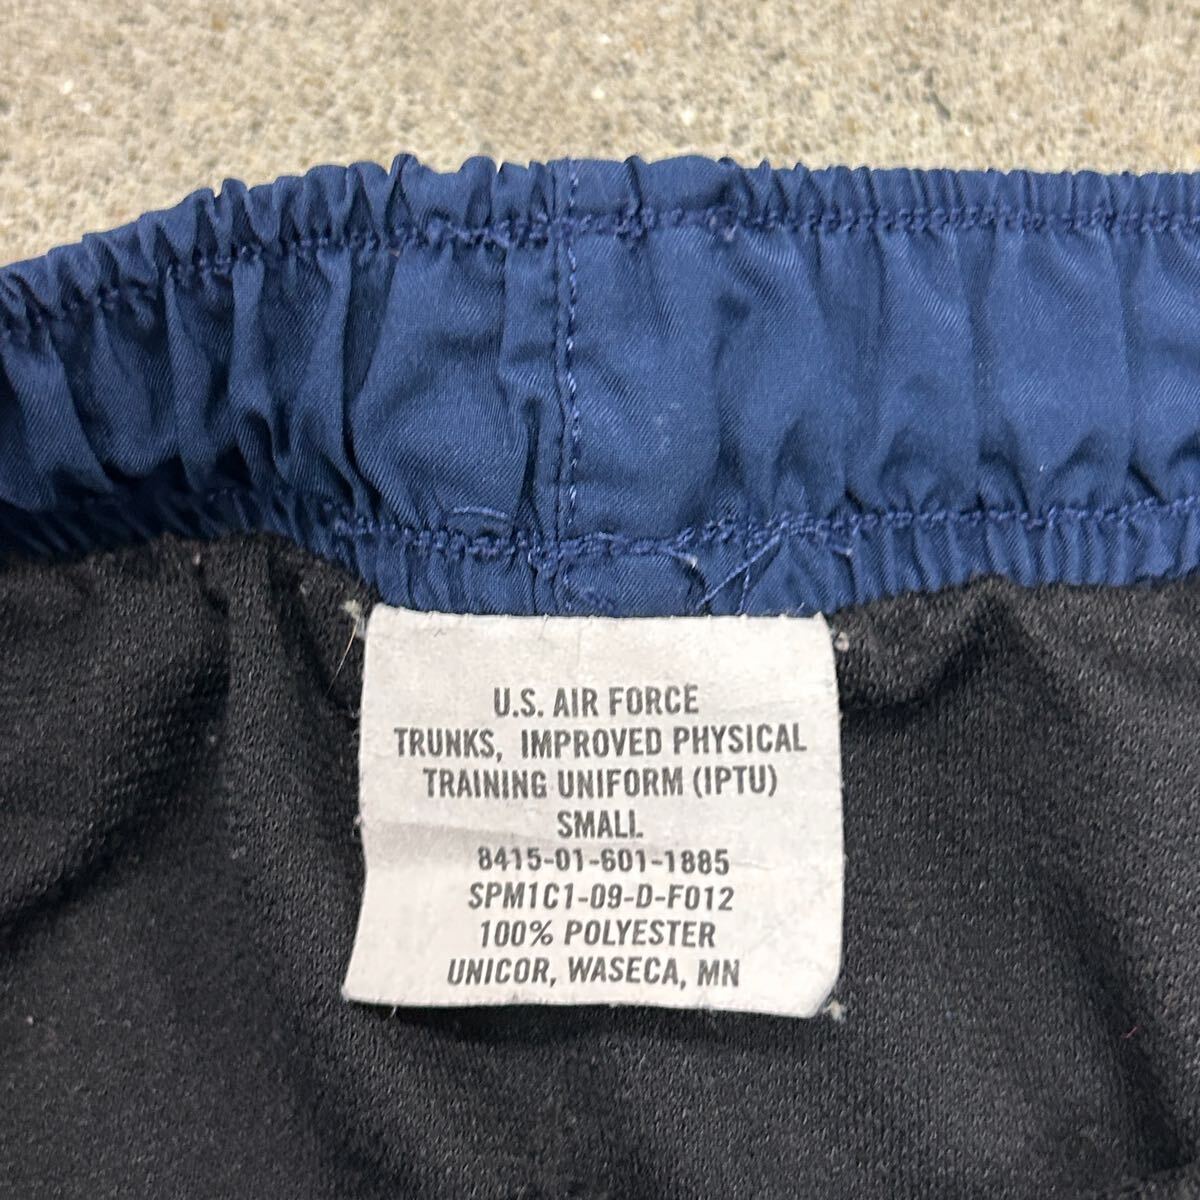 U.S. AIR FORCE
TRUNKS, IMPROVED PHYSICAL
TRAINING UNIFORM (IPTU)
SMALL
8415-01-601-1885
SPM1C1-09-D-F012
100% POLYESTER
UNICOR, WASECA, MN